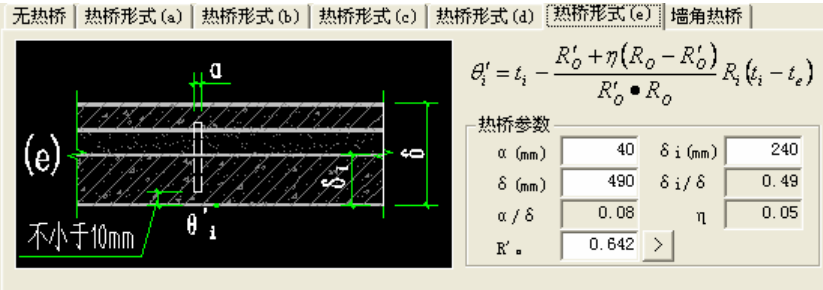 无热桥 热桥形式(a) 热桥形式(b) 热桥形式(c) 热桥形式(d) 热桥形式(e) 墙角热桥
a
(e)
δi
δ
不小于10mm
θ'i
θ'i = ti − (R'O + η(RO − R'O)) / (R'O • RO) Ri(ti − te)
热桥参数
α (mm) 40 δi(mm) 240
δ (mm) 490 δi/δ 0.49
α/δ 0.08 η 0.05
R'o 0.642 >